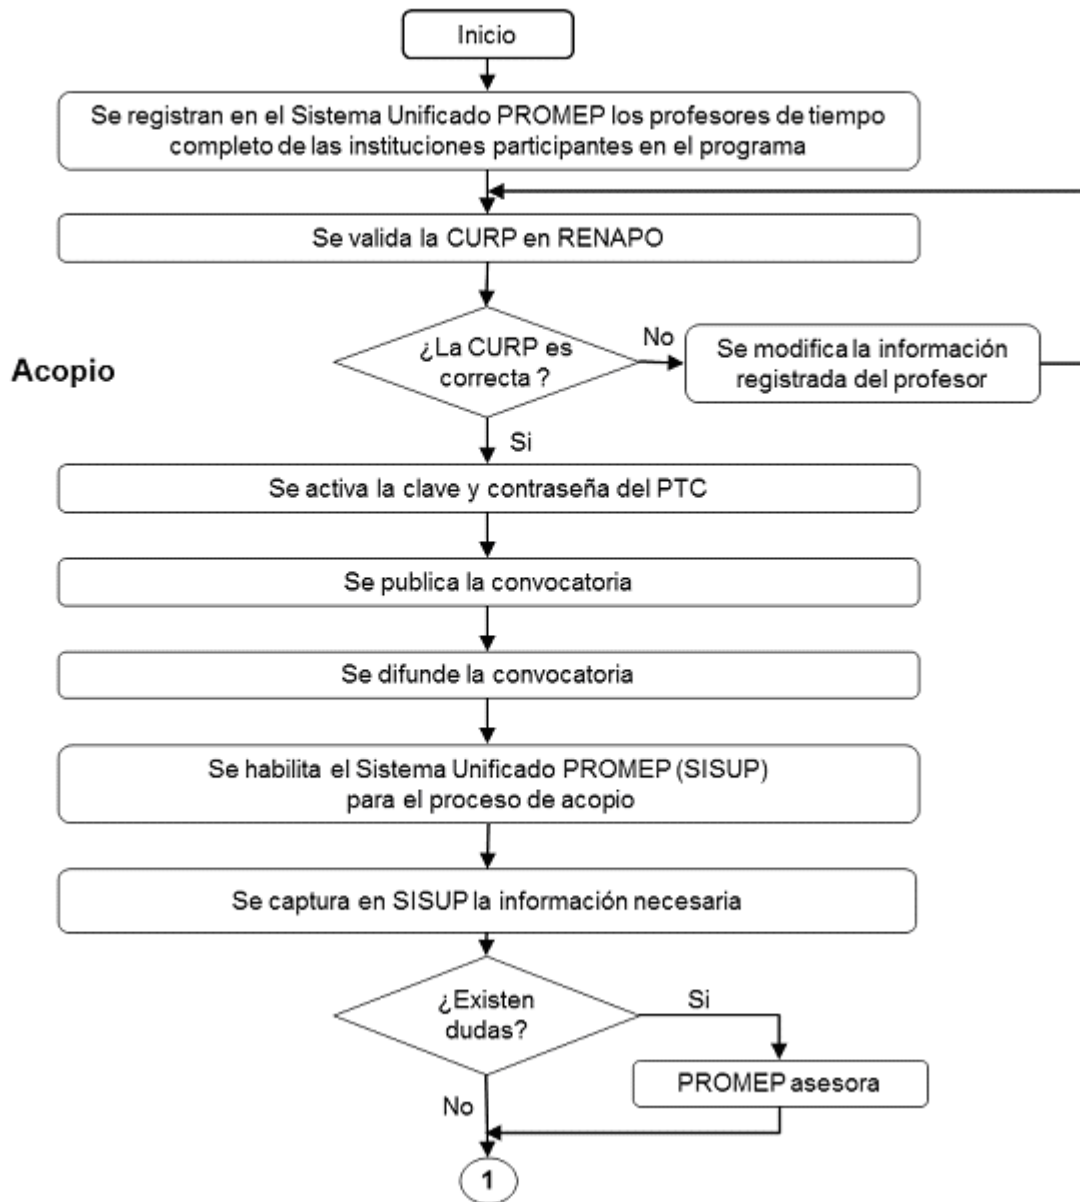 Inicio
Se registran en el Sistema Unificado PROMEP los profesores de tiempo
completo de las instituciones participantes en el programa
Se valida la CURP en RENAPO
¿La CURP es
correcta ?
No
Se modifica la información
registrada del profesor
Acopio
Si
Se activa la clave y contraseña del PTC
Se publica la convocatoria
Se difunde la convocatoria
Se habilita el Sistema Unificado PROMEP (SISUP)
para el proceso de acopio
Se captura en SISUP la información necesaria
¿Existen
dudas?
Si
PROMEP asesora
No
1